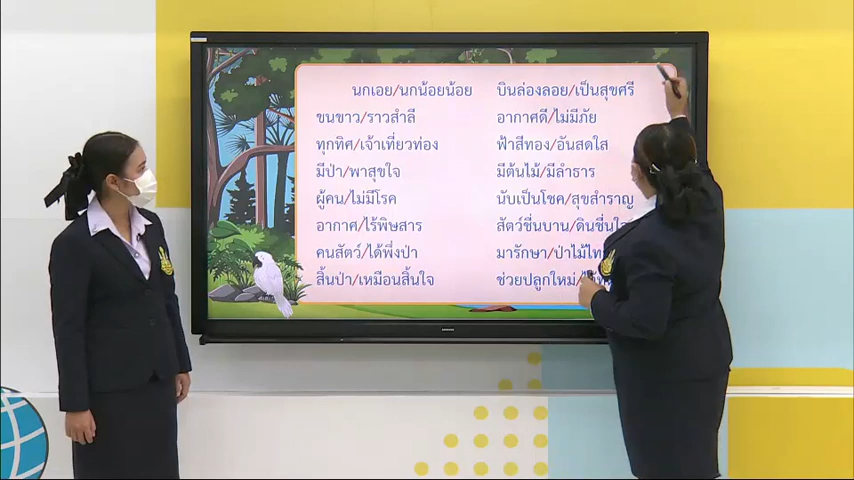 นกเอย/นกน้อยน้อย บินล่องลอย/เป็นสุขศรี
ขนขาว/ราวสำลี อากาศดี/ไม่มีภัย
ทุกทิศ/เจ้าเที่ยวท่อง ฟ้าสีทอง/อันสดใส
มีป่า/พาสุขใจ มีต้นไม้/มีลำธาร
ผู้คน/ไม่มีโรค นับเป็นโชค/สุขสำราญ
อากาศ/ไร้พิษสาร สัตว์ชื่นบาน/ดินชื่นใจ
คนสัตว์/ได้พึ่งป่า มารักษา/ป่าไม้ไทย
สิ้นป่า/เหมือนสิ้นใจ ช่วยปลูกใหม่/
SAMSUNG